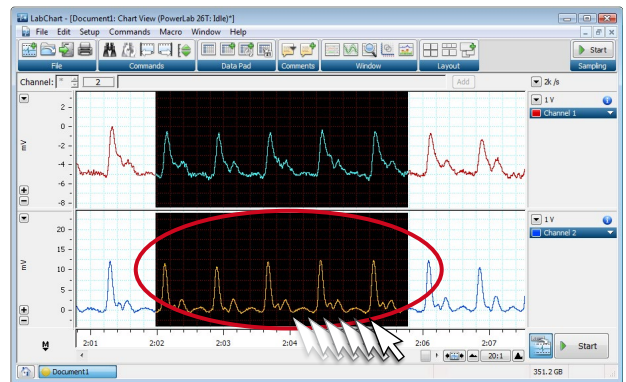 LabChart - [Document1: Chart View (PowerLab 26T: Idle)*]
File Edit Setup Commands Macro Window Help
Start
File Commands Data Pad Comments Window Layout Sampling
Channel: 2 Add 2k /s
1 V
Channel 1
2
0
-2
mV
-4
-6
-8
1 V
Channel 2
20
15
mV
10
5
0
M 2:01 2:02 2:03 2:04 2:06 2:07
20:1
Start
Document1 351.2 GB